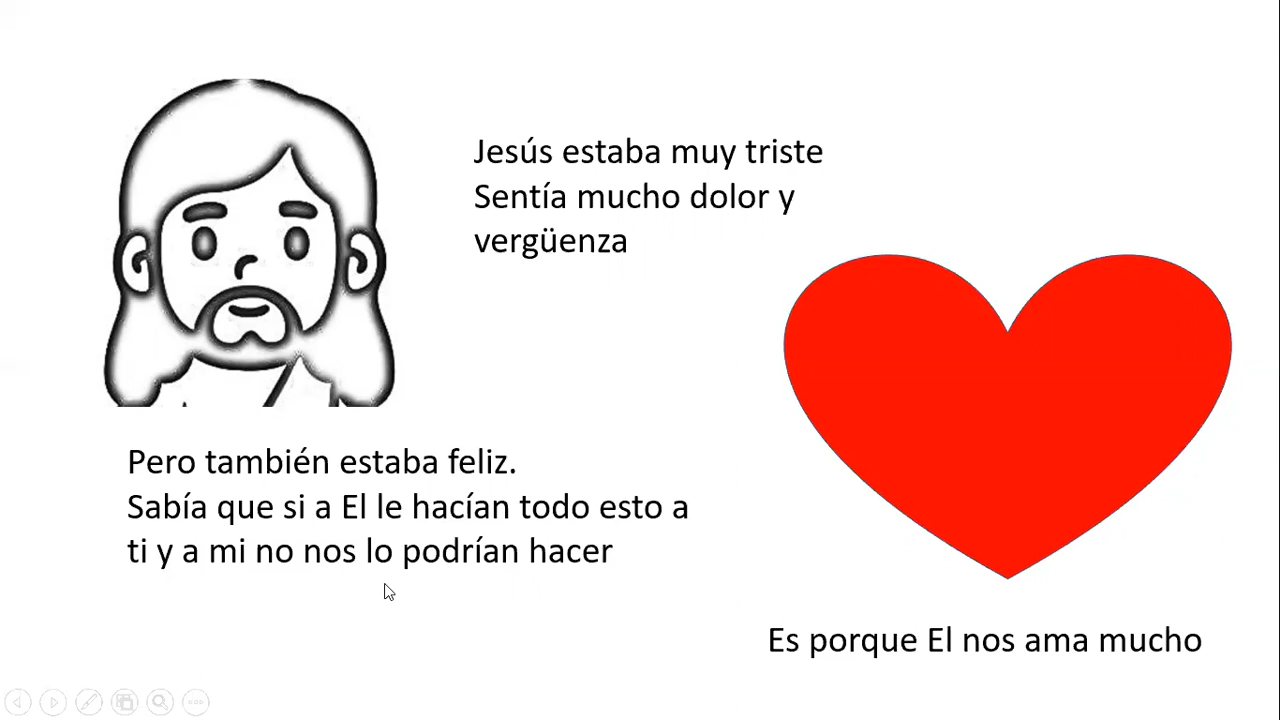 Jesús estaba muy triste
Sentía mucho dolor y
vergüenza
Pero también estaba feliz.
Sabía que si a El le hacían todo esto a
ti y a mi no nos lo podrían hacer
Es porque El nos ama mucho